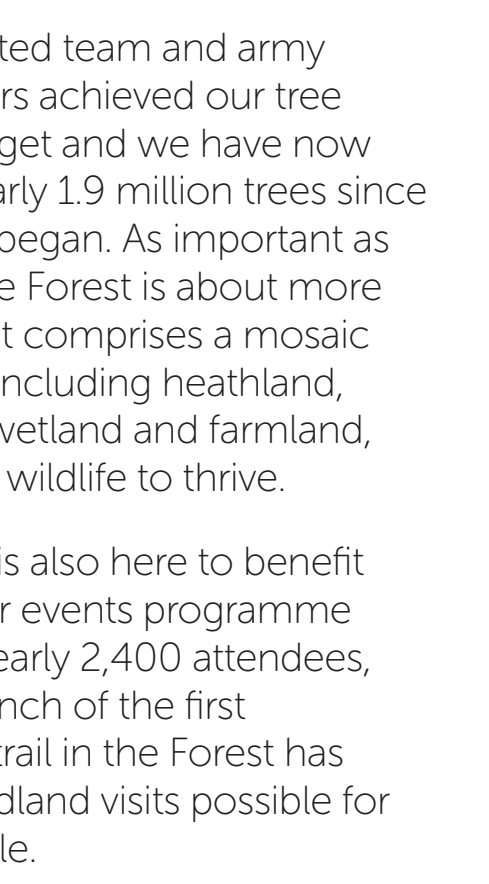 ted team and army
rs achieved our tree
get and we have now
arly 1.9 million trees since
began. As important as
e Forest is about more
t comprises a mosaic
ncluding heathland,
vetland and farmland,
wildlife to thrive.
is also here to benefit
r events programme
early 2,400 attendees,
nch of the first
trail in the Forest has
dland visits possible for
le.